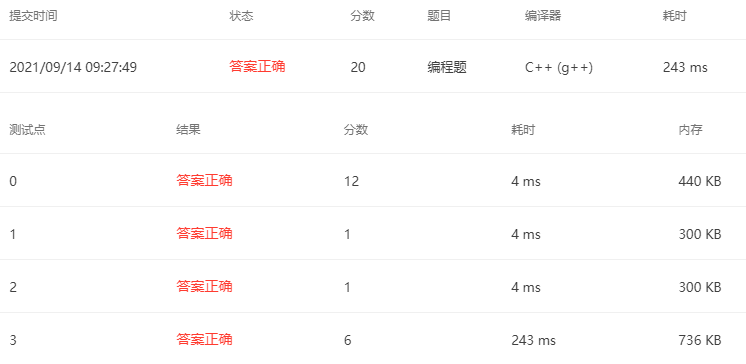 提交时间 状态 分数 题目 编译器 耗时
2021/09/14 09:27:49 答案正确 20 编程题 C++ (g++) 243 ms
测试点 结果 分数 耗时 内存
0 答案正确 12 4 ms 440 KB
1 答案正确 1 4 ms 300 KB
2 答案正确 1 4 ms 300 KB
3 答案正确 6 243 ms 736 KB